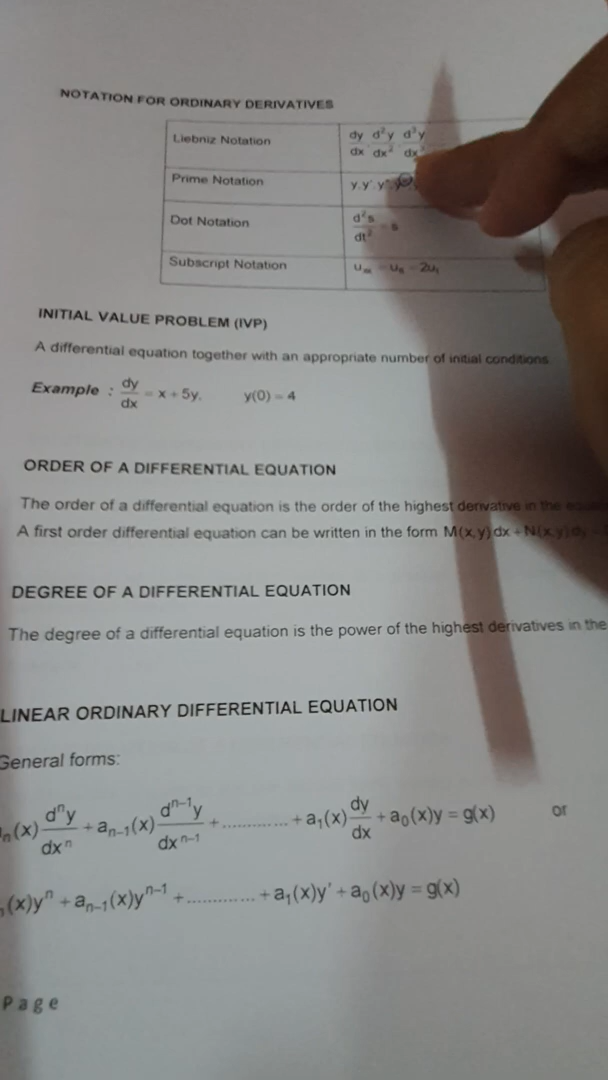 NOTATION FOR ORDINARY DERIVATIVES
Liebniz Notation dy/dx d²y/dx² d³y/dx³
Prime Notation y, y' y''
Dot Notation d²s/dt² = s
Subscript Notation
INITIAL VALUE PROBLEM (IVP)
A differential equation together with an appropriate number of initial conditions
Example : dy/dx = x + 5y, y(0) = 4
ORDER OF A DIFFERENTIAL EQUATION
The order of a differential equation is the order of the highest derivative in the
A first order differential equation can be written in the form M(x,y)dx + N(x,y)dy
DEGREE OF A DIFFERENTIAL EQUATION
The degree of a differential equation is the power of the highest derivatives in the
LINEAR ORDINARY DIFFERENTIAL EQUATION
General forms:
n(x) dⁿy/dxⁿ + aₙ₋₁(x) dⁿ⁻¹y/dxⁿ⁻¹ + ............. + a₁(x) dy/dx + a₀(x)y = g(x) or
(x)yⁿ + aₙ₋₁(x)yⁿ⁻¹ + ............. + a₁(x)y' + a₀(x)y = g(x)
Page